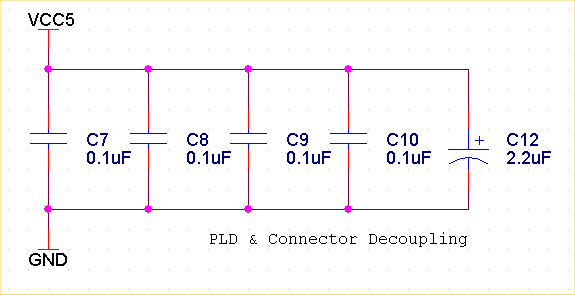 VCC5
C7
0.1uF
C8
0.1uF
C9
0.1uF
C10
0.1uF
+
C12
2.2uF
PLD & Connector Decoupling
GND